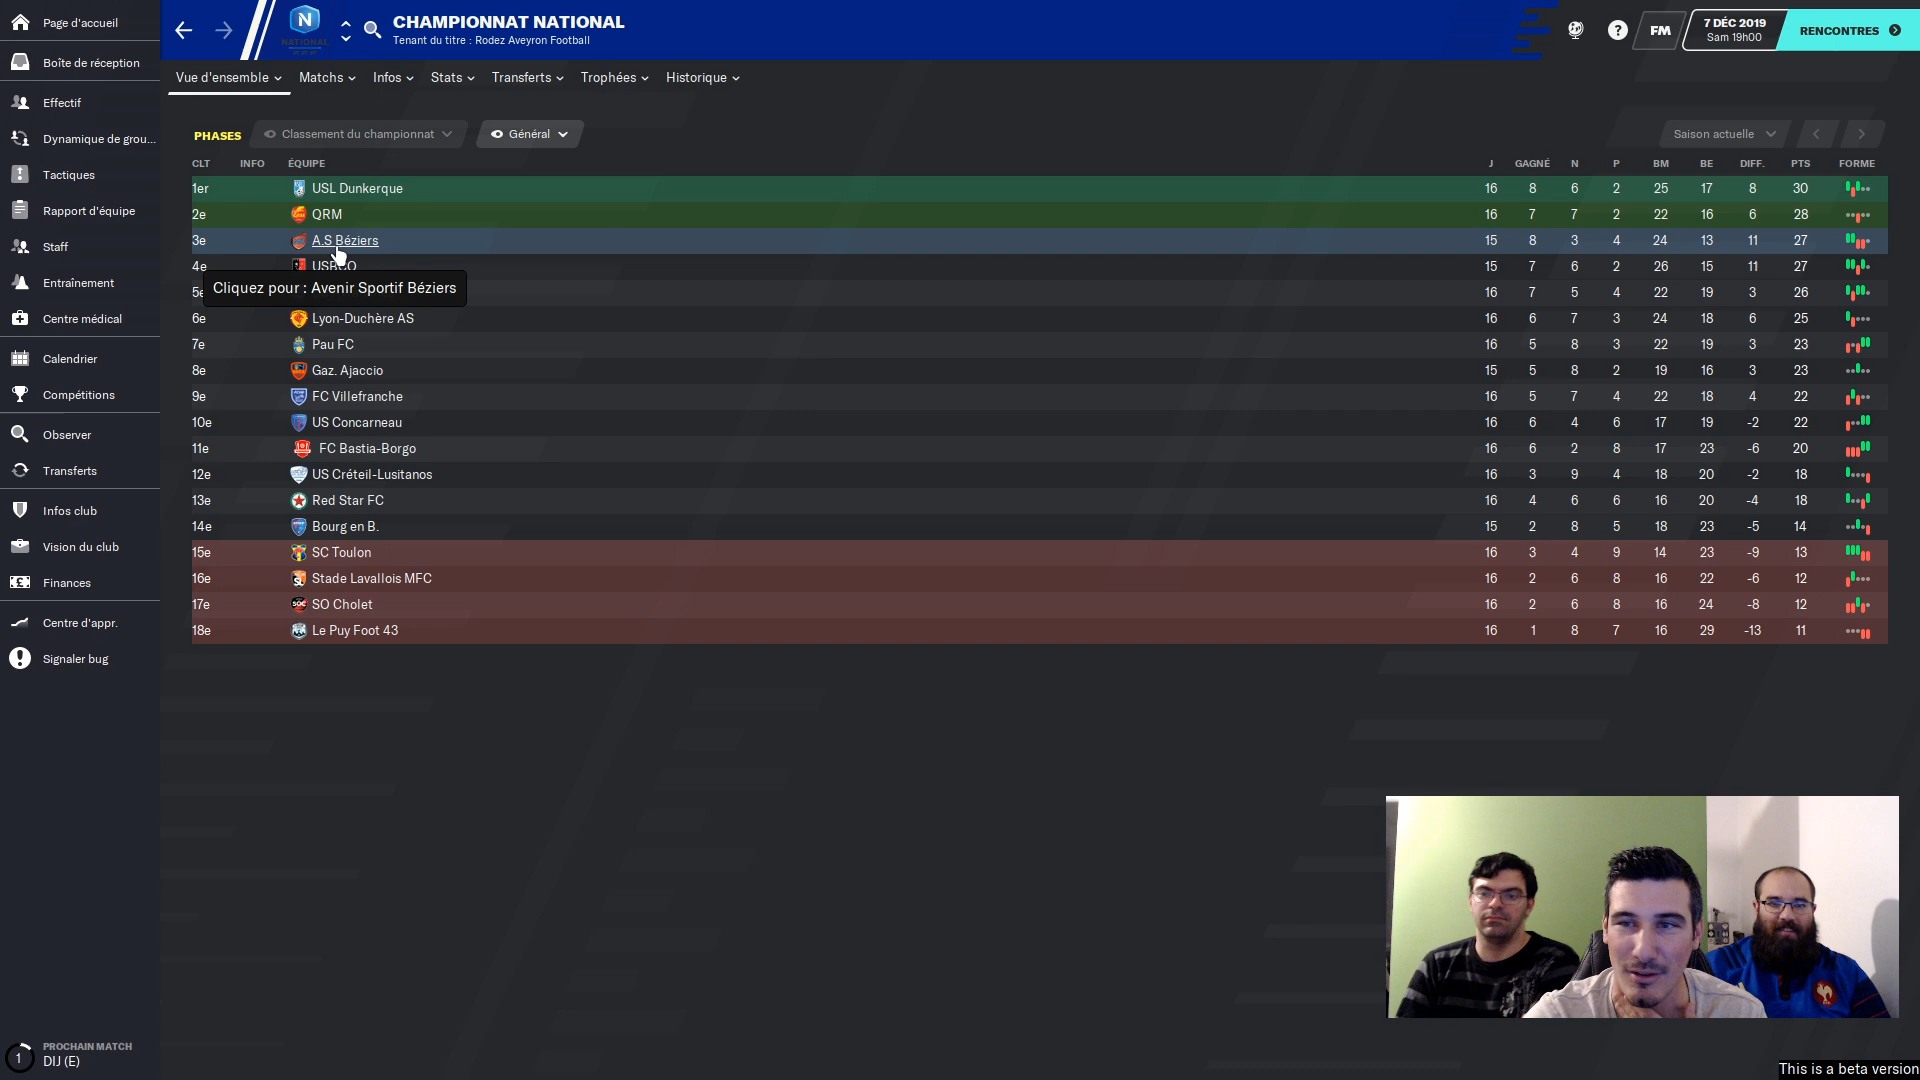 Page d'accueil
Boîte de réception
Effectif
Dynamique de grou...
Tactiques
Rapport d'équipe
Staff
Entraînement
Centre médical
Calendrier
Compétitions
Observer
Transferts
Infos club
Vision du club
Finances
Centre d'appr.
Signaler bug
1
PROCHAIN MATCH
DIJ (E)
N
NATIONAL
CHAMPIONNAT NATIONAL
Tenant du titre : Rodez Aveyron Football
?
FM
7 DÉC 2019
Sam 19h00
RENCONTRES
Vue d'ensemble
Matchs
Infos
Stats
Transferts
Trophées
Historique
PHASES
Classement du championnat
Général
Saison actuelle
CLT INFO ÉQUIPE J GAGNÉ N P BM BE DIFF. PTS FORME
1er USL Dunkerque 16 8 6 2 25 17 8 30
2e QRM 16 7 7 2 22 16 6 28
3e A.S Béziers 15 8 3 4 24 13 11 27
4e USBCO 15 7 6 2 26 15 11 27
5e 16 7 5 4 22 19 3 26
Cliquez pour : Avenir Sportif Béziers
6e Lyon-Duchère AS 16 6 7 3 24 18 6 25
7e Pau FC 16 5 8 3 22 19 3 23
8e Gaz. Ajaccio 15 5 8 2 19 16 3 23
9e FC Villefranche 16 5 7 4 22 18 4 22
10e US Concarneau 16 6 4 6 17 19 -2 22
11e FC Bastia-Borgo 16 6 2 8 17 23 -6 20
12e US Créteil-Lusitanos 16 3 9 4 18 20 -2 18
13e Red Star FC 16 4 6 6 16 20 -4 18
14e Bourg en B. 15 2 8 5 18 23 -5 14
15e SC Toulon 16 3 4 9 14 23 -9 13
16e Stade Lavallois MFC 16 2 6 8 16 22 -6 12
17e SO Cholet 16 2 6 8 16 24 -8 12
18e Le Puy Foot 43 16 1 8 7 16 29 -13 11
This is a beta version